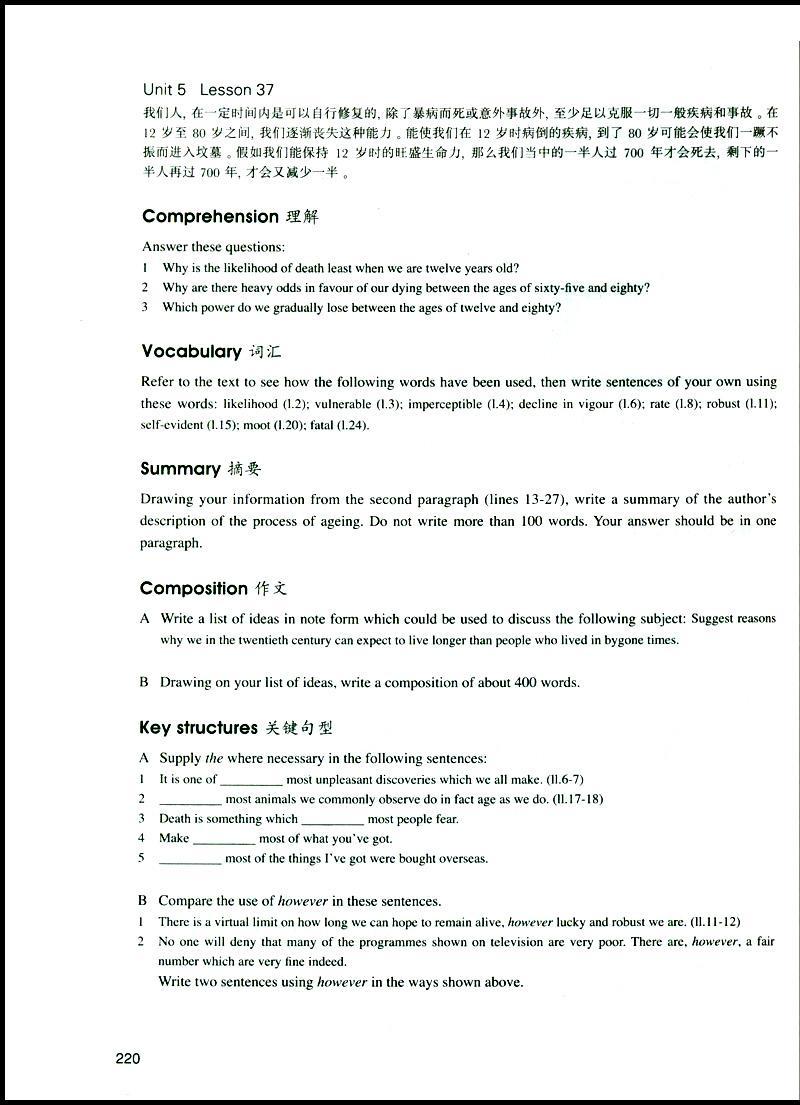 Unit 5 Lesson 37
我们人, 在一定时间内是可以自行修复的, 除了暴病而死或意外事故外, 至少足以克服一切一般疾病和事故。在
12 岁至 80 岁之间, 我们逐渐丧失这种能力。能使我们在 12 岁时病倒的疾病, 到了 80 岁可能会使我们一蹶不
振而进入坟墓。假如我们能保持 12 岁时的旺盛生命力, 那么我们当中的一半人过 700 年才会死去, 剩下的一
半人再过 700 年, 才会又减少一半。
Comprehension 理解
Answer these questions:
1 Why is the likelihood of death least when we are twelve years old?
2 Why are there heavy odds in favour of our dying between the ages of sixty-five and eighty?
3 Which power do we gradually lose between the ages of twelve and eighty?
Vocabulary 词汇
Refer to the text to see how the following words have been used, then write sentences of your own using
these words: likelihood (l.2); vulnerable (l.3); imperceptible (l.4); decline in vigour (l.6); rate (l.8); robust (l.11);
self-evident (l.15); moot (l.20); fatal (l.24).
Summary 摘要
Drawing your information from the second paragraph (lines 13-27), write a summary of the author's
description of the process of ageing. Do not write more than 100 words. Your answer should be in one
paragraph.
Composition 作文
A Write a list of ideas in note form which could be used to discuss the following subject: Suggest reasons
why we in the twentieth century can expect to live longer than people who lived in bygone times.
B Drawing on your list of ideas, write a composition of about 400 words.
Key structures 关键句型
A Supply the where necessary in the following sentences:
1 It is one of __________ most unpleasant discoveries which we all make. (ll.6-7)
2 __________ most animals we commonly observe do in fact age as we do. (ll.17-18)
3 Death is something which __________ most people fear.
4 Make __________ most of what you've got.
5 __________ most of the things I've got were bought overseas.
B Compare the use of however in these sentences.
1 There is a virtual limit on how long we can hope to remain alive, however lucky and robust we are. (ll.11-12)
2 No one will deny that many of the programmes shown on television are very poor. There are, however, a fair
number which are very fine indeed.
Write two sentences using however in the ways shown above.
220